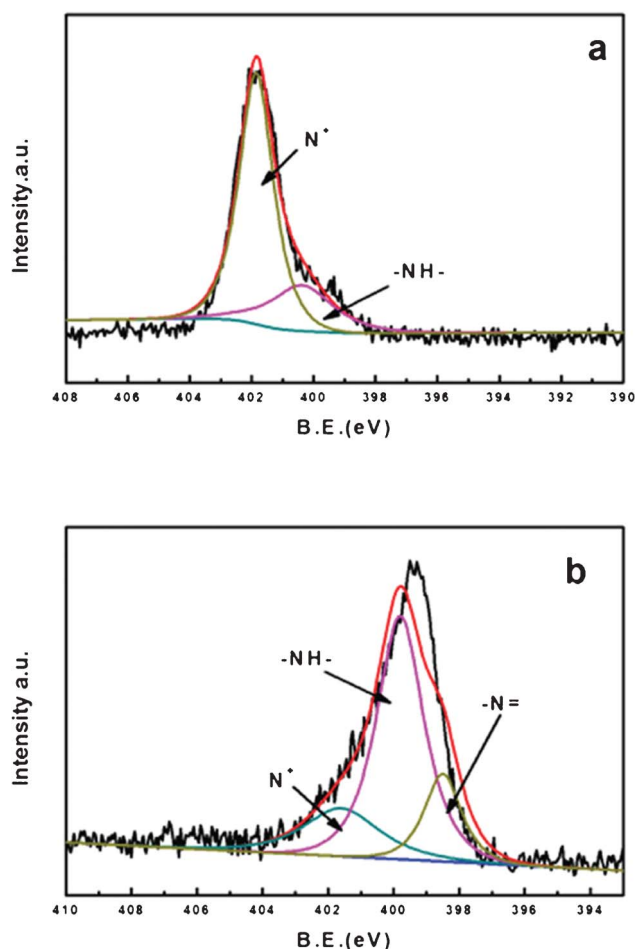 a
N+
-NH-
Intensity.a.u.
408 406 404 402 400 398 396 394 392 390
B.E.(eV)
b
-NH-
-N=
N+
Intensity a.u.
410 408 406 404 402 400 398 396 394
B.E.(eV)